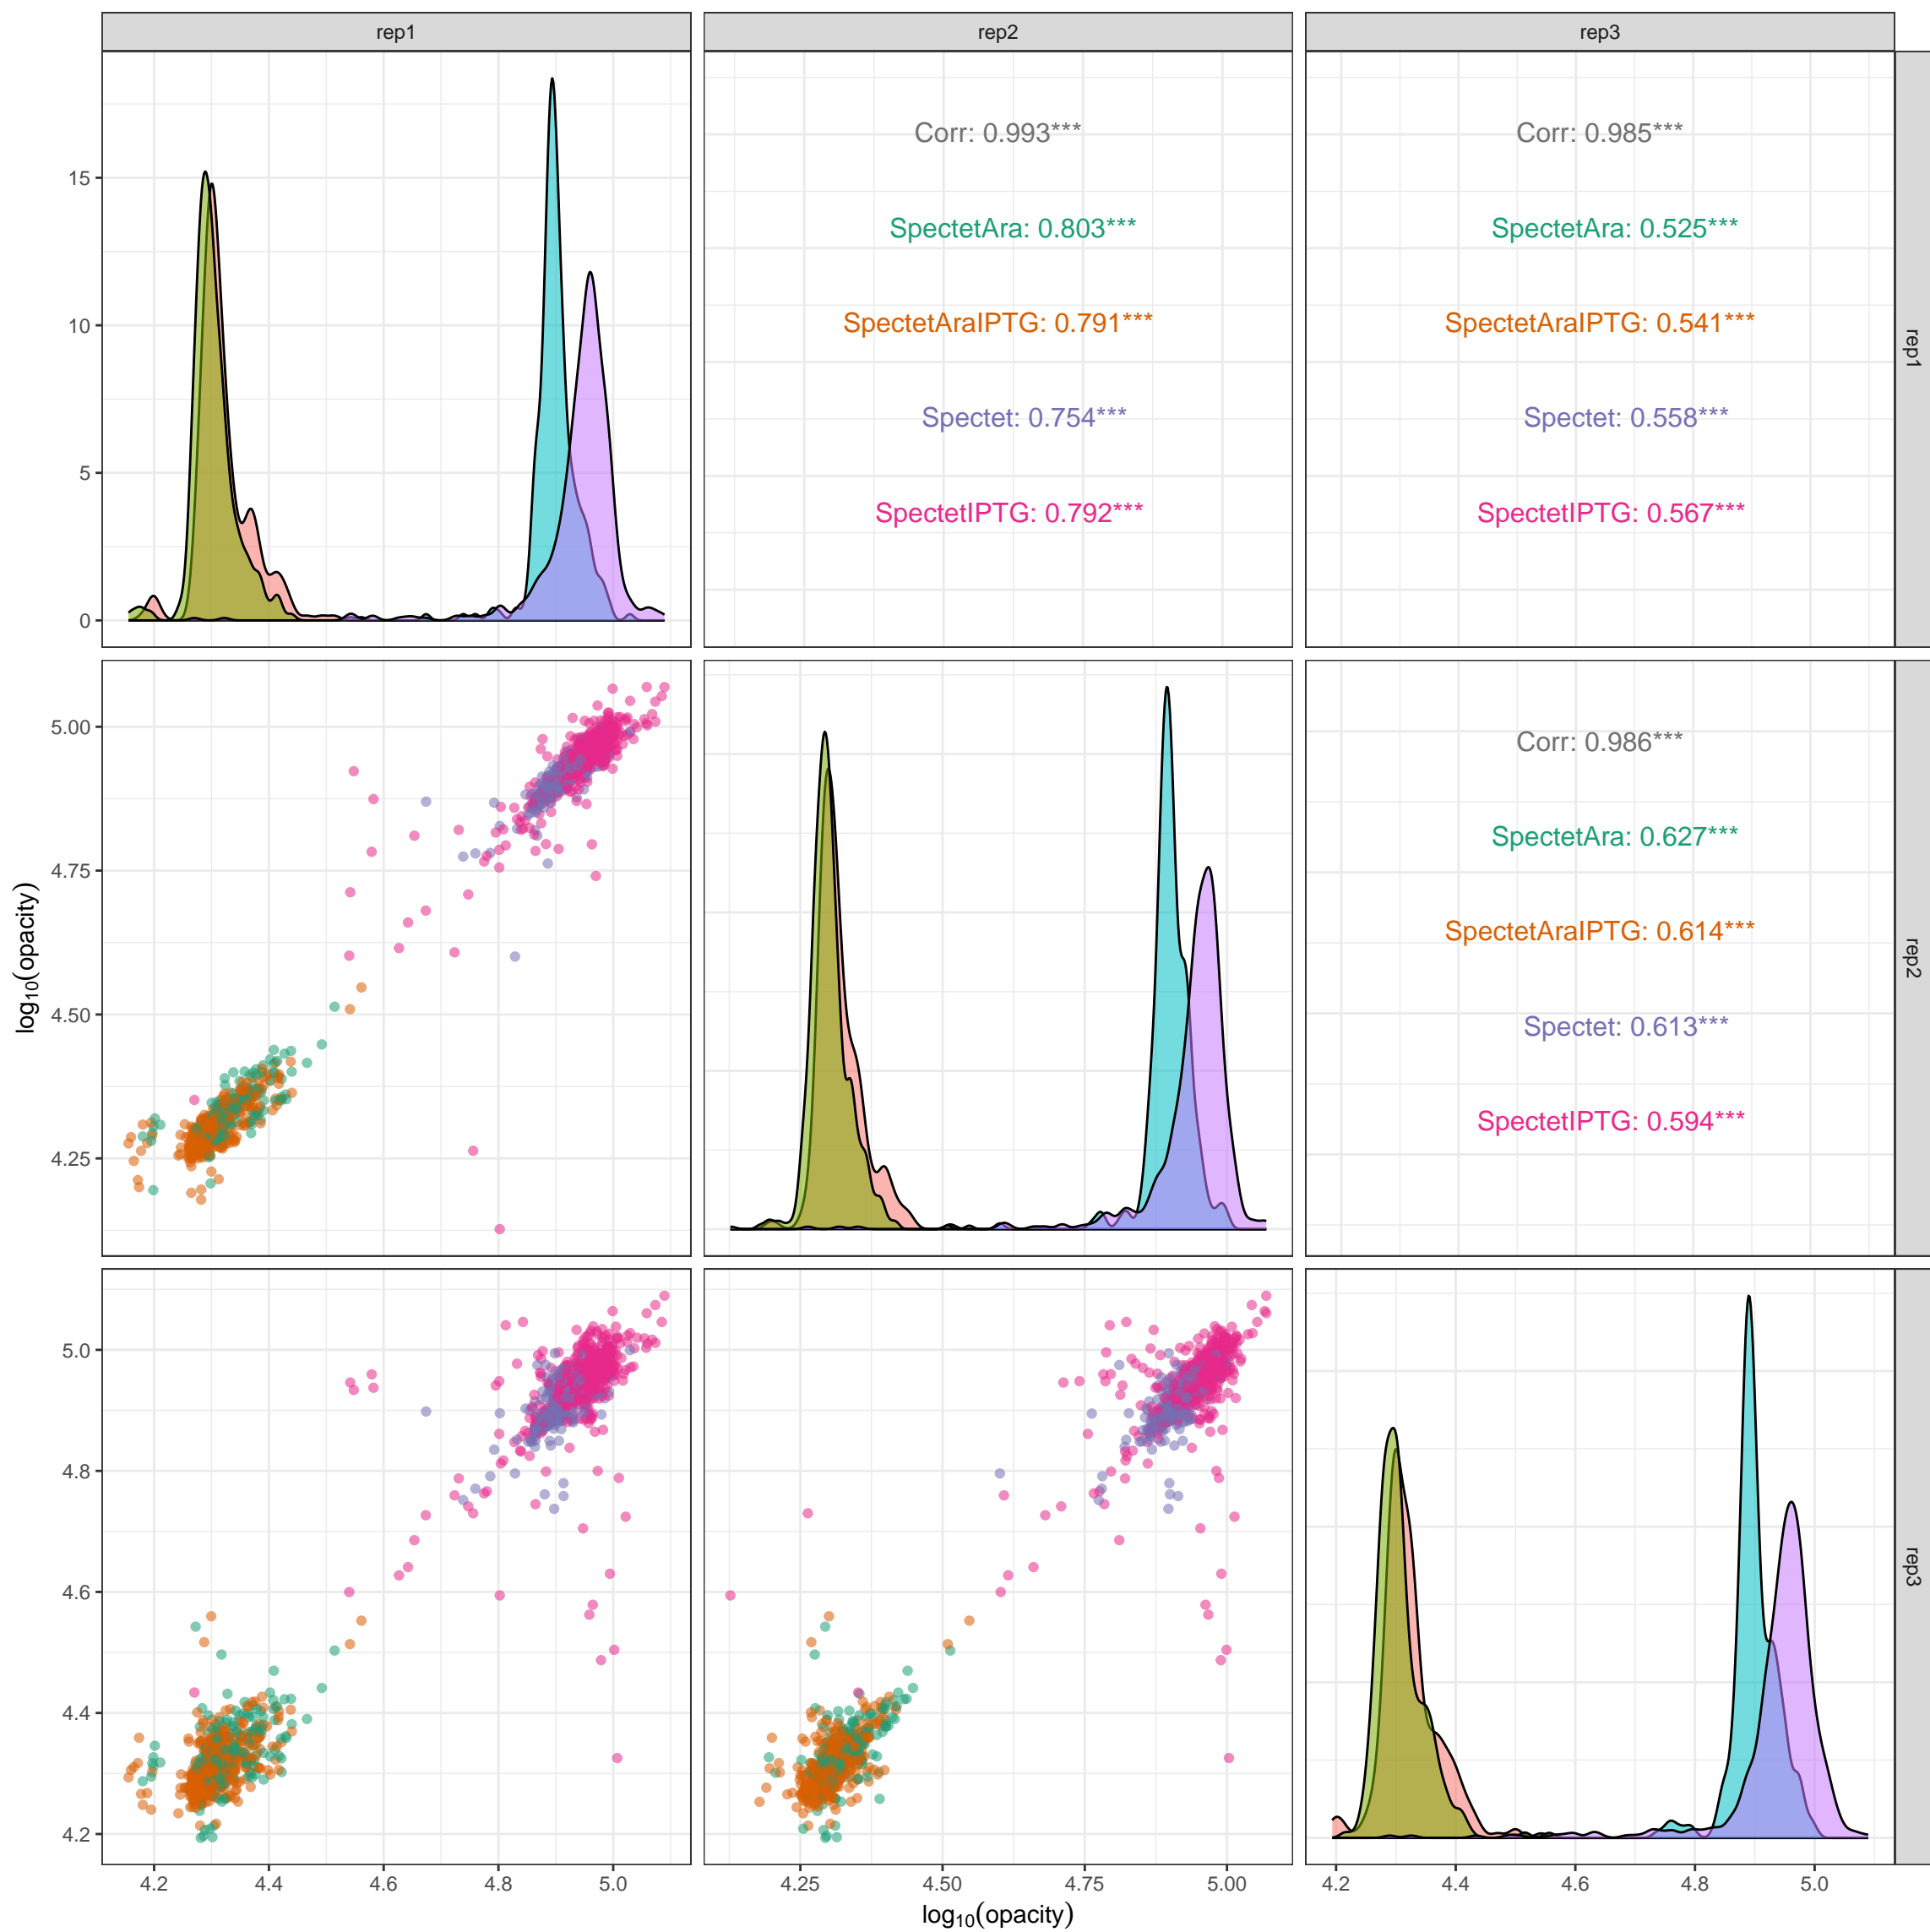 rep1
rep2
rep3
Corr: 0.993***
Corr: 0.985***
SpectetAra: 0.803***
SpectetAra: 0.525***
SpectetAraIPTG: 0.791***
SpectetAraIPTG: 0.541***
Spectet: 0.754***
Spectet: 0.558***
SpectetIPTG: 0.792***
SpectetIPTG: 0.567***
rep1
15
10
5
0
Corr: 0.986***
SpectetAra: 0.627***
SpectetAraIPTG: 0.614***
Spectet: 0.613***
SpectetIPTG: 0.594***
rep2
5.00
4.75
4.50
4.25
log10(opacity)
rep3
5.0
4.8
4.6
4.4
4.2
4.2 4.4 4.6 4.8 5.0
4.25 4.50 4.75 5.00
4.2 4.4 4.6 4.8 5.0
log10(opacity)